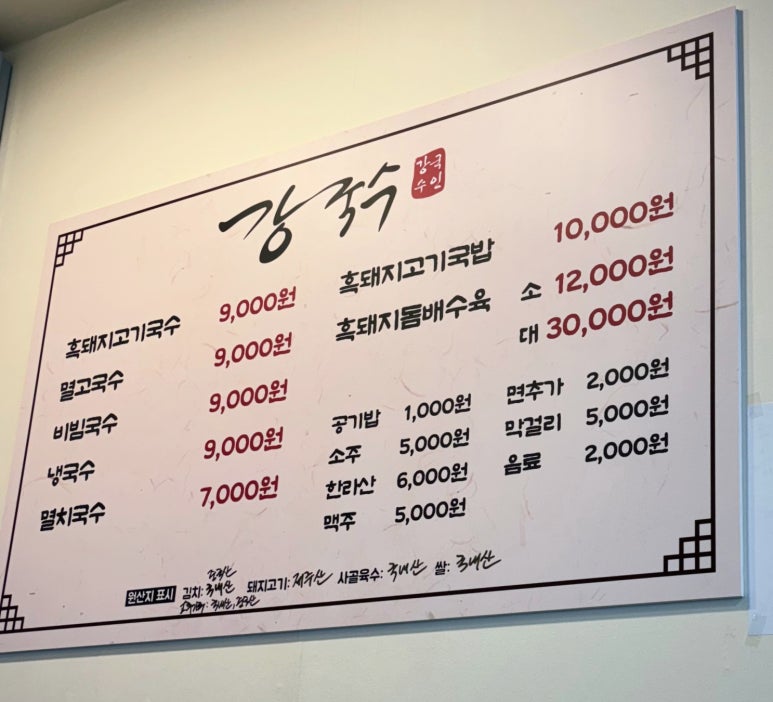 강국수
강국
수인
흑돼지고기국수 9,000원
멸고국수 9,000원
비빔국수 9,000원
냉국수 9,000원
멸치국수 7,000원
흑돼지고기국밥 10,000원
흑돼지돔배수육 소 12,000원
대 30,000원
공기밥 1,000원
소주 5,000원
한라산 6,000원
맥주 5,000원
면추가 2,000원
막걸리 5,000원
음료 2,000원
원산지 표시 김치: 국내산 돼지고기: 제주산 사골육수: 국내산 쌀: 국내산